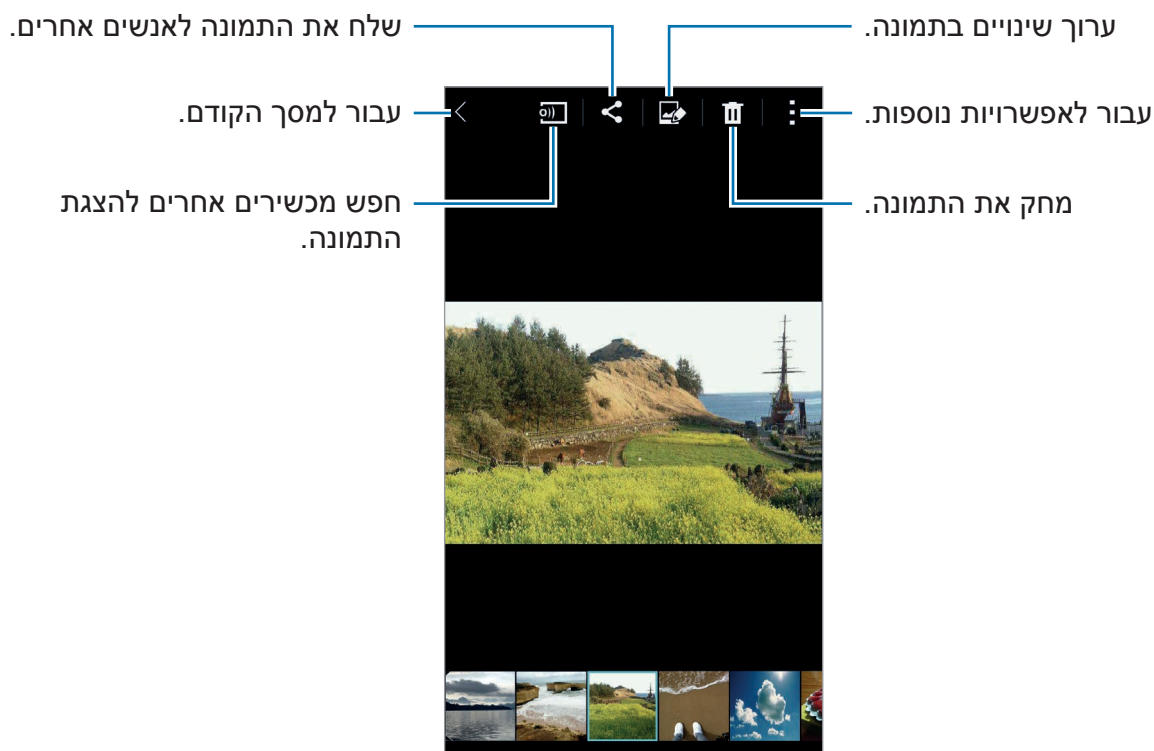 ערוך שינויים בתמונה.
שלח את התמונה לאנשים אחרים.
עבור לאפשרויות נוספות.
עבור למסך הקודם.
מחק את התמונה.
חפש מכשירים אחרים להצגת
התמונה.